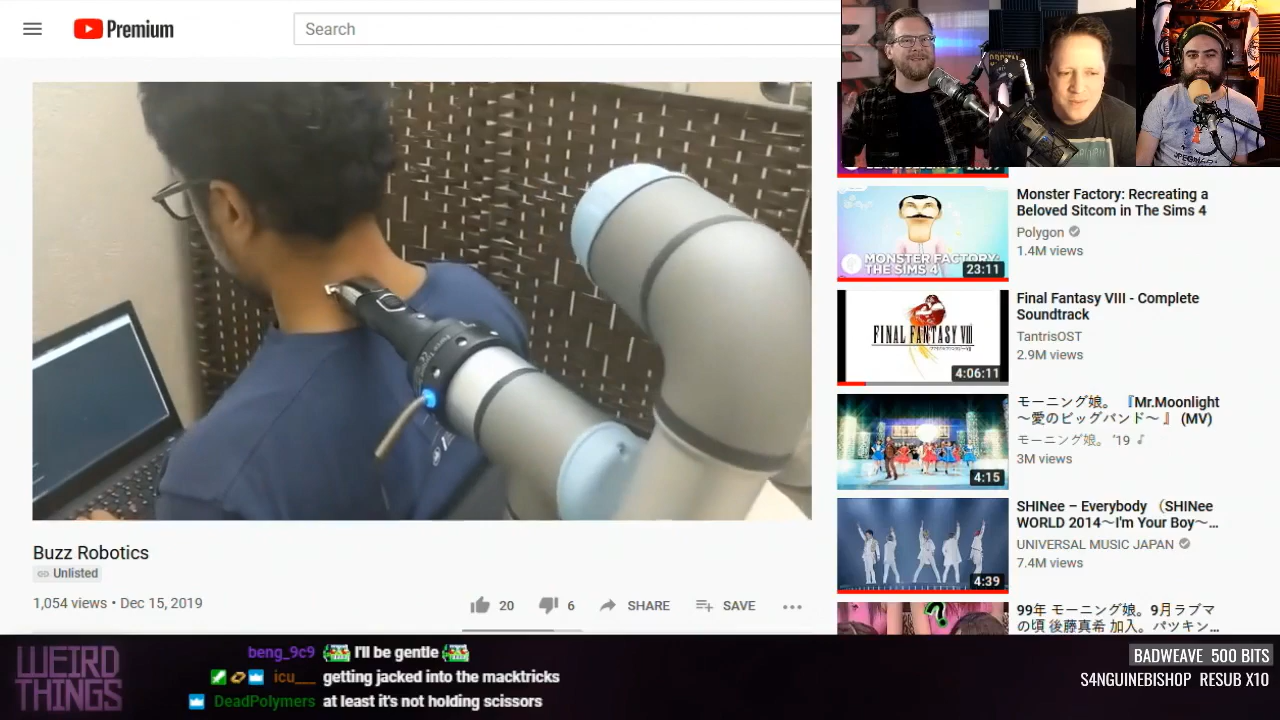 Premium
Search
Monster Factory: Recreating a
Beloved Sitcom in The Sims 4
Polygon
1.4M views
MONSTER FACTORY:
THE SIMS 4
23:11
Final Fantasy VIII - Complete
Soundtrack
TantrisOST
2.9M views
FINAL FANTASY VIII
4:06:11
モーニング娘。 『Mr.Moonlight
～愛のビッグバンド～ 』 (MV)
モーニング娘。 '19
3M views
4:15
SHINee – Everybody （SHINee
WORLD 2014～I'm Your Boy～...
UNIVERSAL MUSIC JAPAN
7.4M views
4:39
99年 モーニング娘。9月ラブマ
の頃 後藤真希 加入。パツキン...
Buzz Robotics
Unlisted
1,054 views • Dec 15, 2019
20
6
SHARE
SAVE
WEIRD
THINGS
beng_9c9 I'll be gentle
icu___ getting jacked into the macktricks
DeadPolymers at least it's not holding scissors
BADWEAVE 500 BITS
S4NGUINEBISHOP RESUB X10